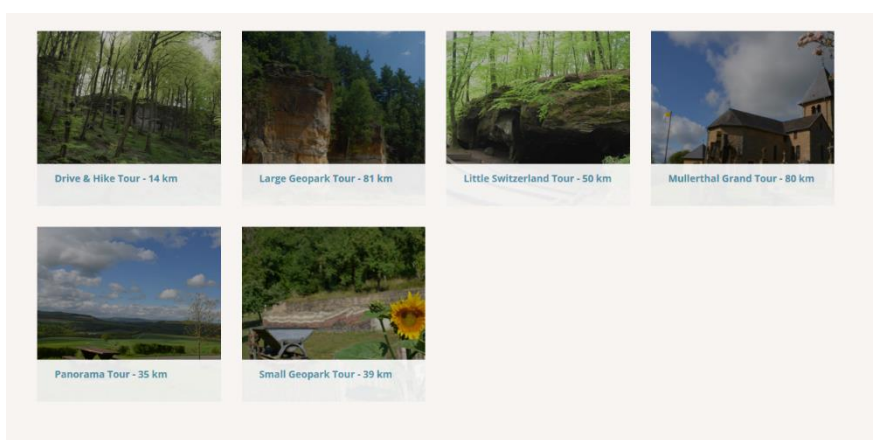 Drive & Hike Tour - 14 km
Large Geopark Tour - 81 km
Little Switzerland Tour - 50 km
Mullerthal Grand Tour - 80 km
Panorama Tour - 35 km
Small Geopark Tour - 39 km